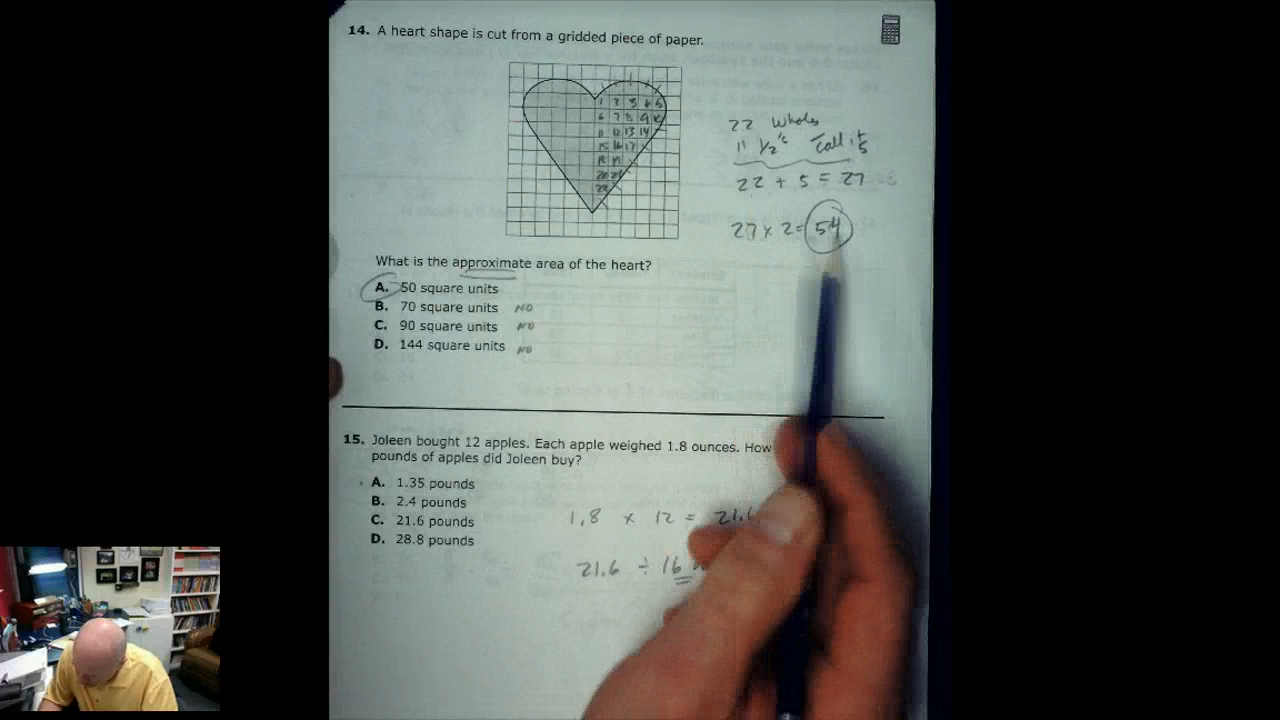 14. A heart shape is cut from a gridded piece of paper.
1 2 3 4 5
6 7 8 9 10
11 12 13 14
15 16 17
18 19
20 21
22
22 wholes
11 1/2's Call it 5
22 + 5 = 27
27 x 2 = 54
What is the approximate area of the heart?
A. 50 square units
B. 70 square units NO
C. 90 square units NO
D. 144 square units NO
15. Joleen bought 12 apples. Each apple weighed 1.8 ounces. How
pounds of apples did Joleen buy?
A. 1.35 pounds
B. 2.4 pounds
C. 21.6 pounds
D. 28.8 pounds
1.8 x 12 = 21.6
21.6 ÷ 16